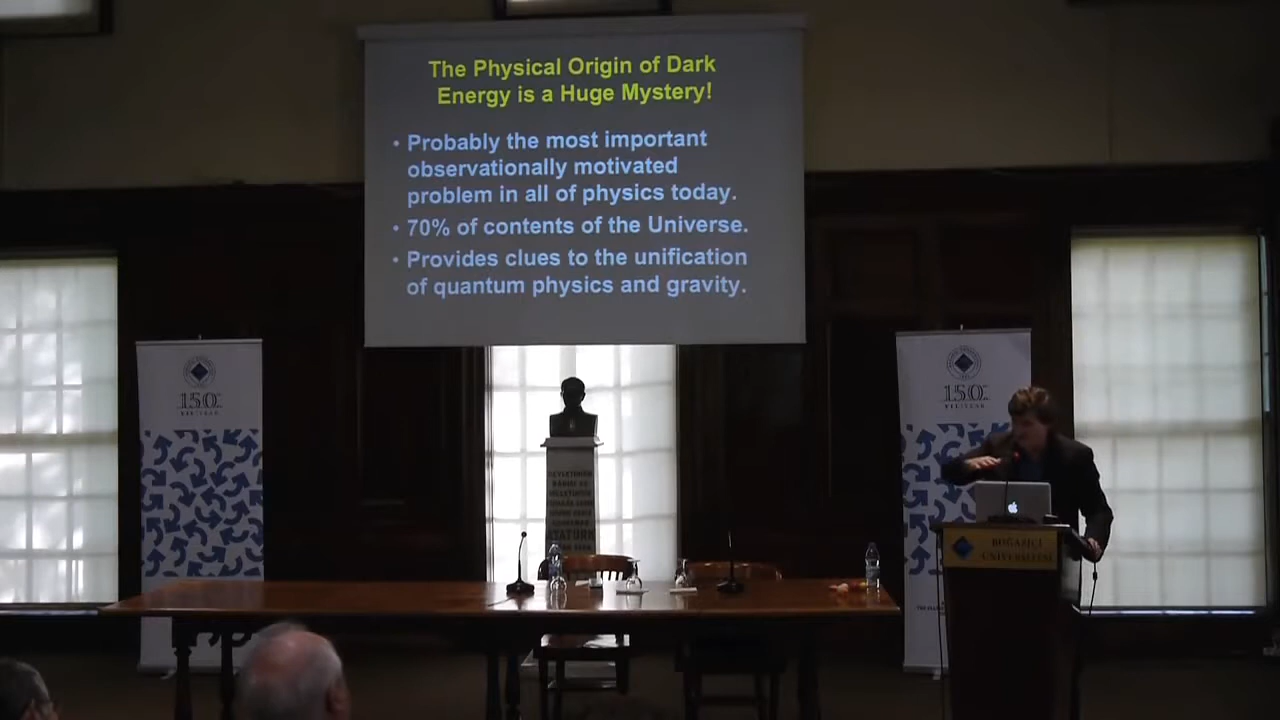 The Physical Origin of Dark
Energy is a Huge Mystery!
• Probably the most important
observationally motivated
problem in all of physics today.
• 70% of contents of the Universe.
• Provides clues to the unification
of quantum physics and gravity.
150
150
ATATÜRK
BOĞAZİÇİ
ÜNİVERSİTESİ